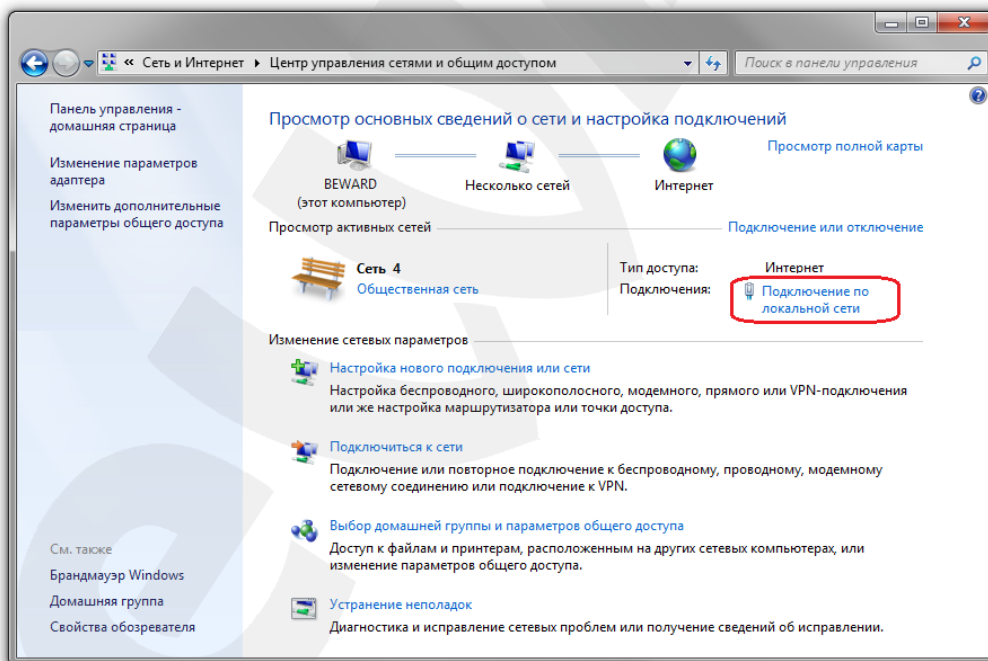 « Сеть и Интернет ▸ Центр управления сетями и общим доступом
Поиск в панели управления
Панель управления -
домашняя страница
Изменение параметров
адаптера
Изменить дополнительные
параметры общего доступа
См. также
Брандмауэр Windows
Домашняя группа
Свойства обозревателя
Просмотр основных сведений о сети и настройка подключений
Просмотр полной карты
BEWARD
(этот компьютер)
Несколько сетей
Интернет
Просмотр активных сетей
Подключение или отключение
Сеть 4
Общественная сеть
Тип доступа: Интернет
Подключения: Подключение по
локальной сети
Изменение сетевых параметров
Настройка нового подключения или сети
Настройка беспроводного, широкополосного, модемного, прямого или VPN-подключения
или же настройка маршрутизатора или точки доступа.
Подключиться к сети
Подключение или повторное подключение к беспроводному, проводному, модемному
сетевому соединению или подключение к VPN.
Выбор домашней группы и параметров общего доступа
Доступ к файлам и принтерам, расположенным на других сетевых компьютерах, или
изменение параметров общего доступа.
Устранение неполадок
Диагностика и исправление сетевых проблем или получение сведений об исправлении.